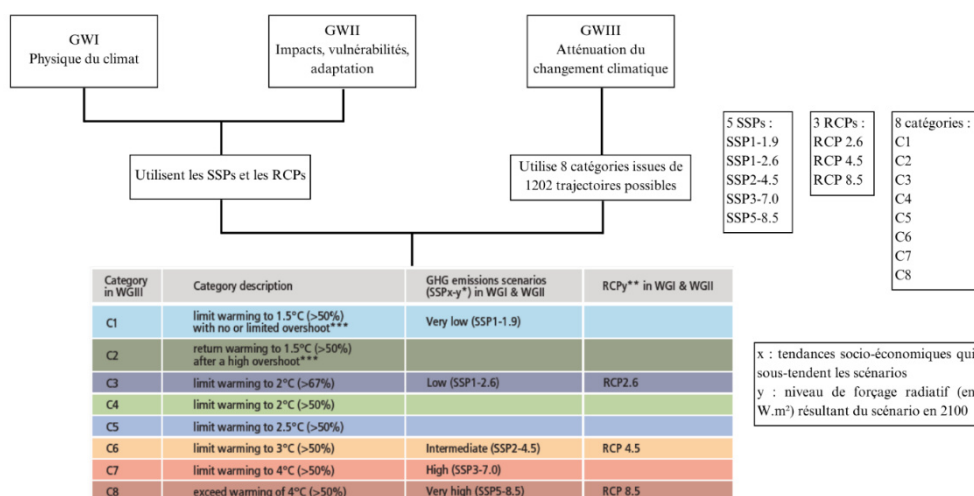 GWI
Physique du climat
GWII
Impacts, vulnérabilités,
adaptation
GWIII
Atténuation du
changement climatique
Utilisent les SSPs et les RCPs
Utilise 8 catégories issues de
1202 trajectoires possibles
5 SSPs :
SSP1-1.9
SSP1-2.6
SSP2-4.5
SSP3-7.0
SSP5-8.5
3 RCPs :
RCP 2.6
RCP 4.5
RCP 8.5
8 catégories :
C1
C2
C3
C4
C5
C6
C7
C8
Category
in WGIII
Category description
GHG emissions scenarios
(SSPx-y*) in WGI & WGII
RCPy** in WGI & WGII
C1
limit warming to 1.5°C (>50%)
with no or limited overshoot***
Very low (SSP1-1.9)
C2
return warming to 1.5°C (>50%)
after a high overshoot***
C3
limit warming to 2°C (>67%)
Low (SSP1-2.6)
RCP2.6
C4
limit warming to 2°C (>50%)
C5
limit warming to 2.5°C (>50%)
C6
limit warming to 3°C (>50%)
Intermediate (SSP2-4.5)
RCP 4.5
C7
limit warming to 4°C (>50%)
High (SSP3-7.0)
C8
exceed warming of 4°C (>50%)
Very high (SSP5-8.5)
RCP 8.5
x : tendances socio-économiques qui
sous-tendent les scénarios
y : niveau de forçage radiatif (en
W.m²) résultant du scénario en 2100